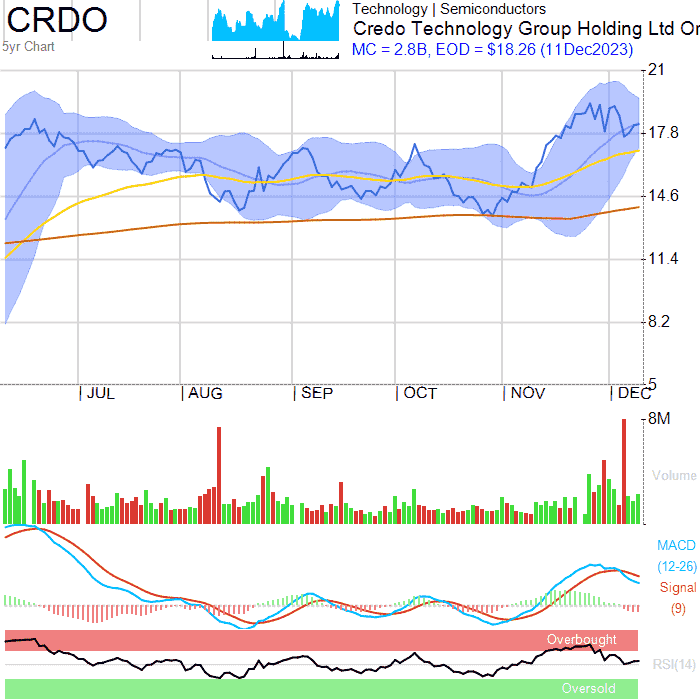 CRDO
5yr Chart
Technology | Semiconductors
Credo Technology Group Holding Ltd Or
MC = 2.8B, EOD = $18.26 (11Dec2023)
21
17.8
14.6
11.4
8.2
5
| JUL | AUG | SEP | OCT | NOV | DEC
8M
Volume
MACD
(12-26)
Signal
(9)
Overbought
RSI(14)
Oversold